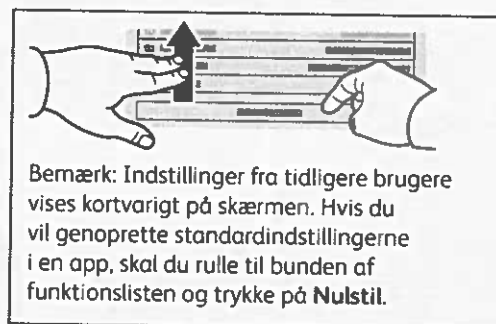 Bemærk: Indstillinger fra tidligere brugere
vises kortvarigt på skærmen. Hvis du
vil genoprette standardindstillingerne
i en app, skal du rulle til bunden af
funktionslisten og trykke på Nulstil.